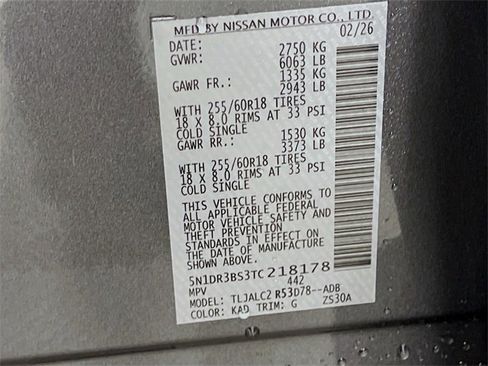 MFD BY NISSAN MOTOR CO., LTD.
DATE: 02/26
GVWR: 2750 KG
6063 LB
GAWR FR.: 1335 KG
2943 LB
WITH 255/60R18 TIRES
18 X 8.0 RIMS AT 33 PSI
COLD SINGLE
GAWR RR.: 1530 KG
3373 LB
WITH 255/60R18 TIRES
18 X 8.0 RIMS AT 33 PSI
COLD SINGLE
THIS VEHICLE CONFORMS TO
ALL APPLICABLE FEDERAL
MOTOR VEHICLE SAFETY AND
THEFT PREVENTION
STANDARDS IN EFFECT ON
THE DATE OF MANUFACTURE
SHOWN ABOVE.
5N1DR3BS3TC218178
MPV 442
MODEL: TLJALC2 R53D78--ADB
COLOR: KAD TRIM: G ZS30A